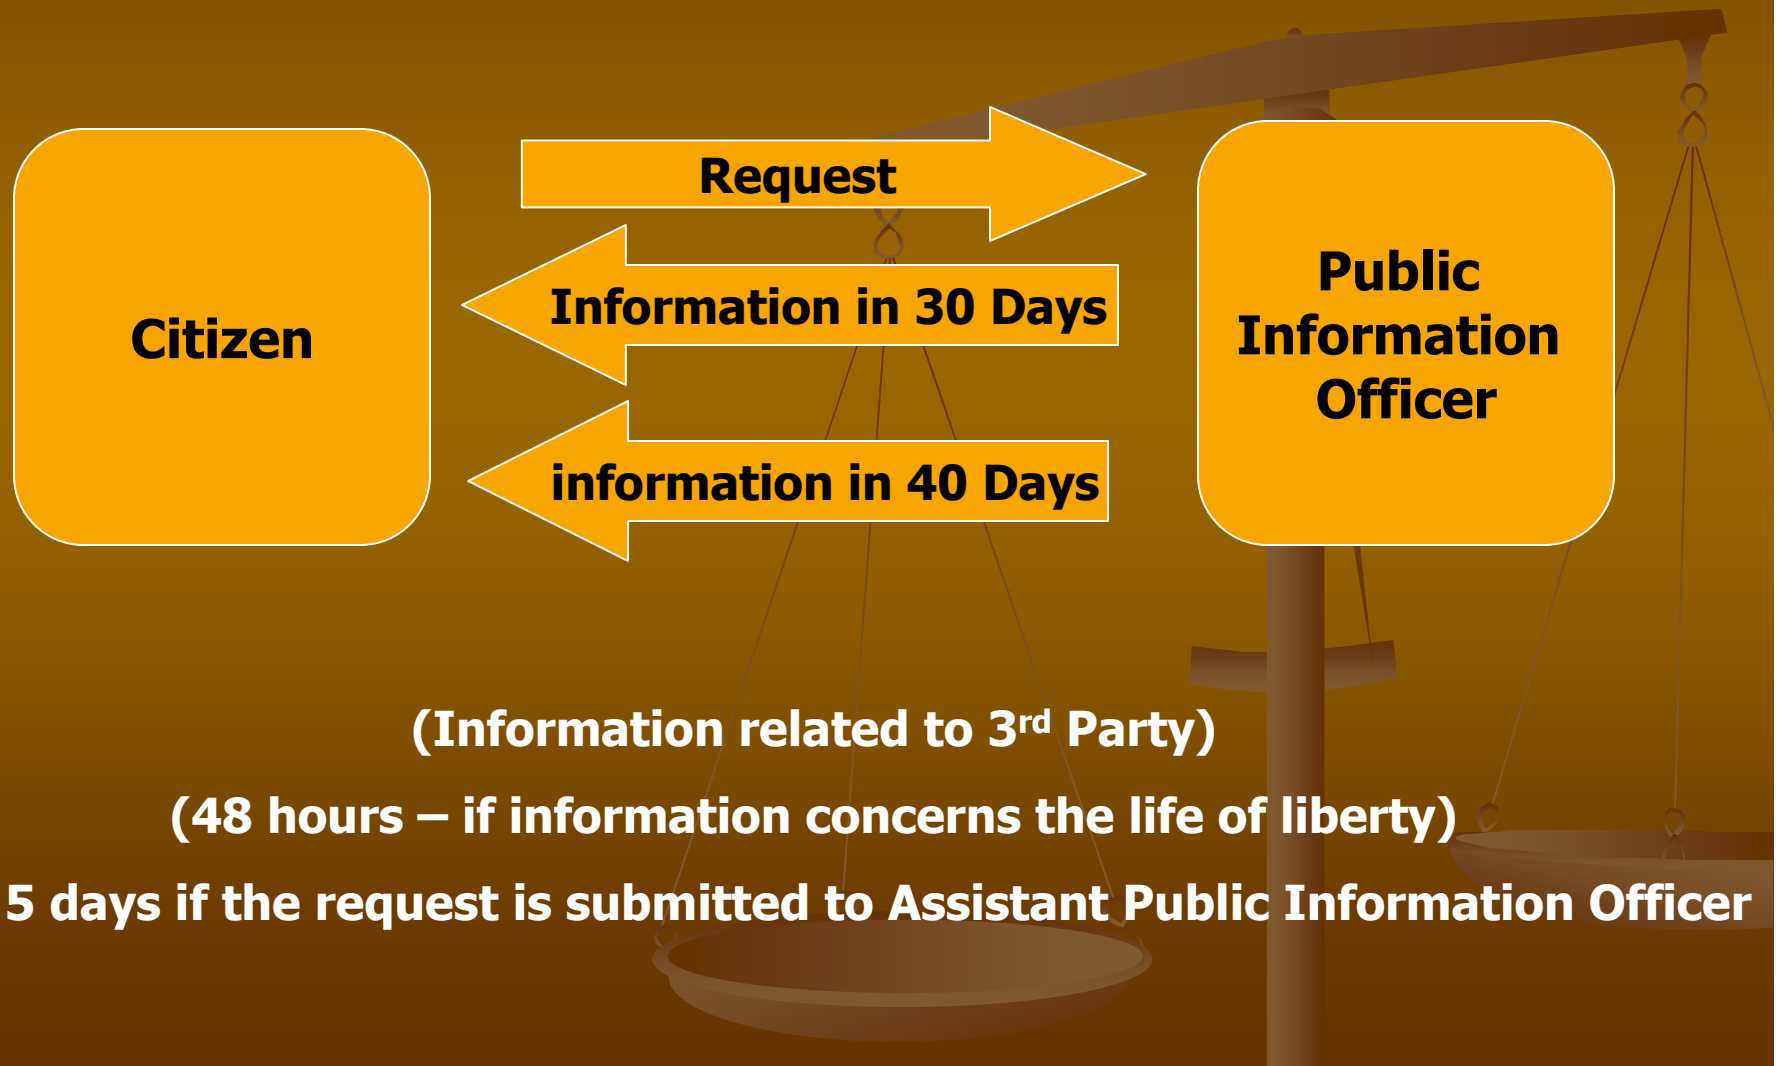 Citizen
Request
Information in 30 Days
information in 40 Days
Public
Information
Officer
(Information related to 3rd Party)
(48 hours – if information concerns the life of liberty)
5 days if the request is submitted to Assistant Public Information Officer